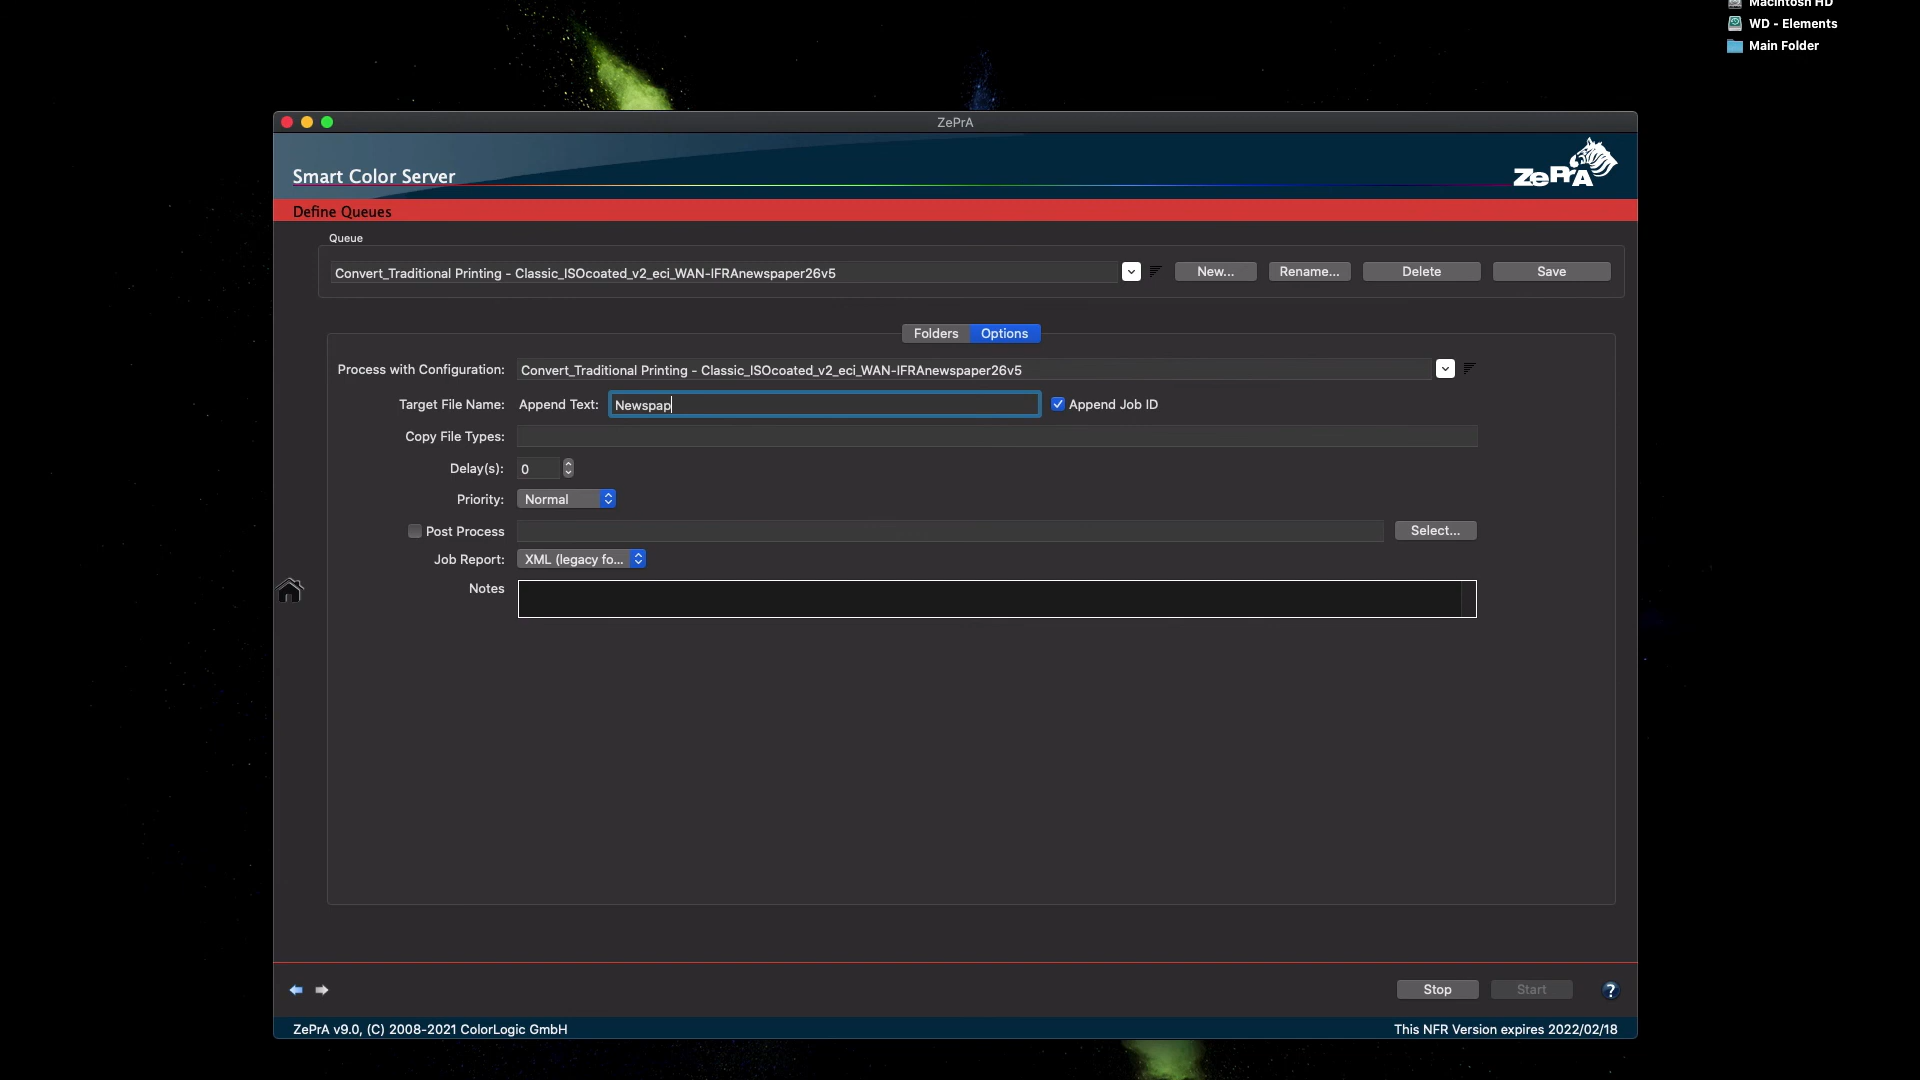 Macintosh HD
WD - Elements
Main Folder
ZePrA
Smart Color Server
ZePrA
Define Queues
Queue
Convert_Traditional Printing - Classic_ISOcoated_v2_eci_WAN-IFRAnewspaper26v5
New...
Rename...
Delete
Save
Folders
Options
Process with Configuration:
Convert_Traditional Printing - Classic_ISOcoated_v2_eci_WAN-IFRAnewspaper26v5
Target File Name:
Append Text:
Newspap
Append Job ID
Copy File Types:
Delay(s):
0
Priority:
Normal
Post Process
Select...
Job Report:
XML (legacy fo...
Notes
Stop
Start
?
ZePrA v9.0, (C) 2008-2021 ColorLogic GmbH
This NFR Version expires 2022/02/18